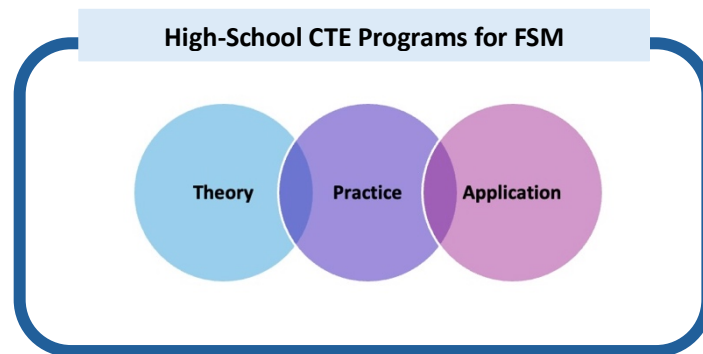 High-School CTE Programs for FSM
Theory
Practice
Application